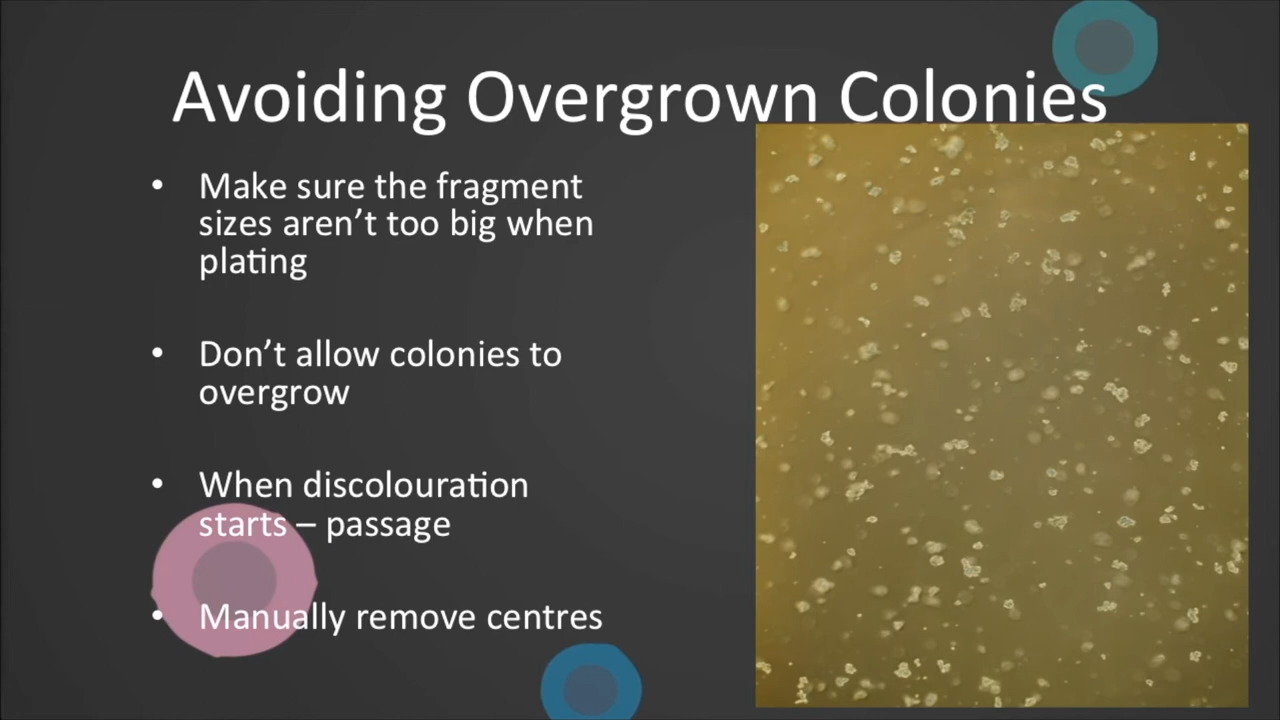 Avoiding Overgrown Colonies
• Make sure the fragment
sizes aren’t too big when
plating
• Don’t allow colonies to
overgrow
• When discolouration
starts – passage
• Manually remove centres